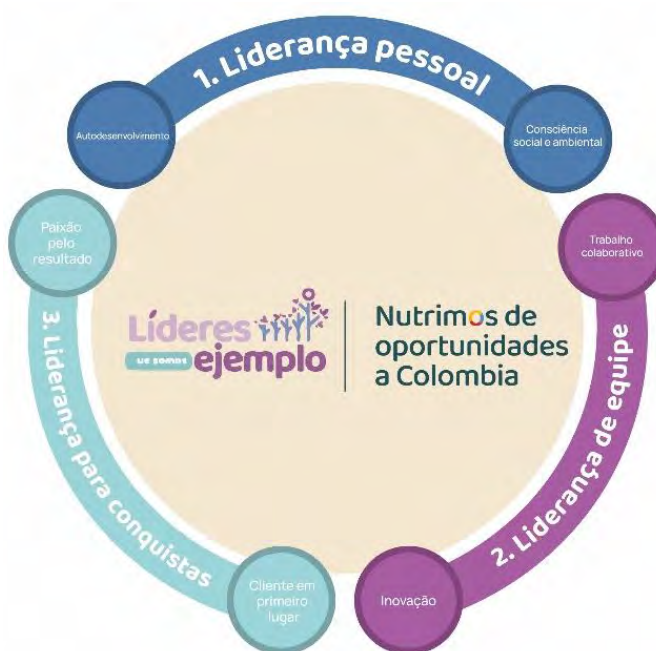 1. Liderança pessoal
Autodesenvolvimento
Consciência
social e ambiental
Paixão
pelo
resultado
Trabalho
colaborativo
Líderes
ue somos
ejemplo
Nutrimos de
oportunidades
a Colombia
3. Liderança para conquistas
2. Liderança de equipe
Cliente em
primeiro
lugar
Inovação